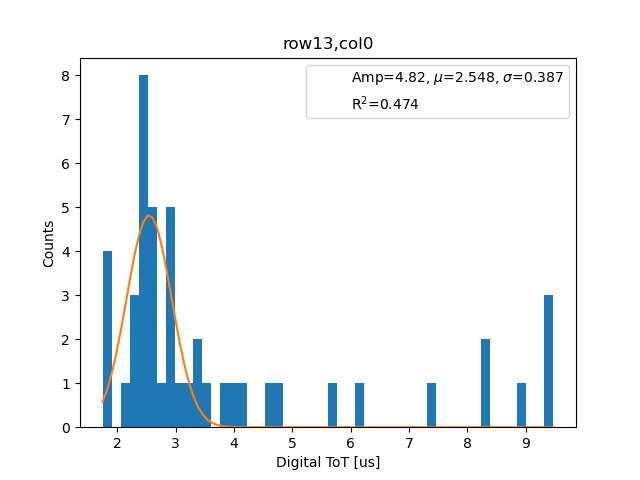 row13,col0
Amp=4.82, μ=2.548, σ=0.387
R²=0.474
Counts
8
7
6
5
4
3
2
1
0
2 3 4 5 6 7 8 9
Digital ToT [us]